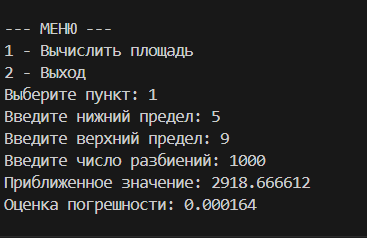 --- МЕНЮ ---
1 - Вычислить площадь
2 - Выход
Выберите пункт: 1
Введите нижний предел: 5
Введите верхний предел: 9
Введите число разбиений: 1000
Приближенное значение: 2918.666612
Оценка погрешности: 0.000164